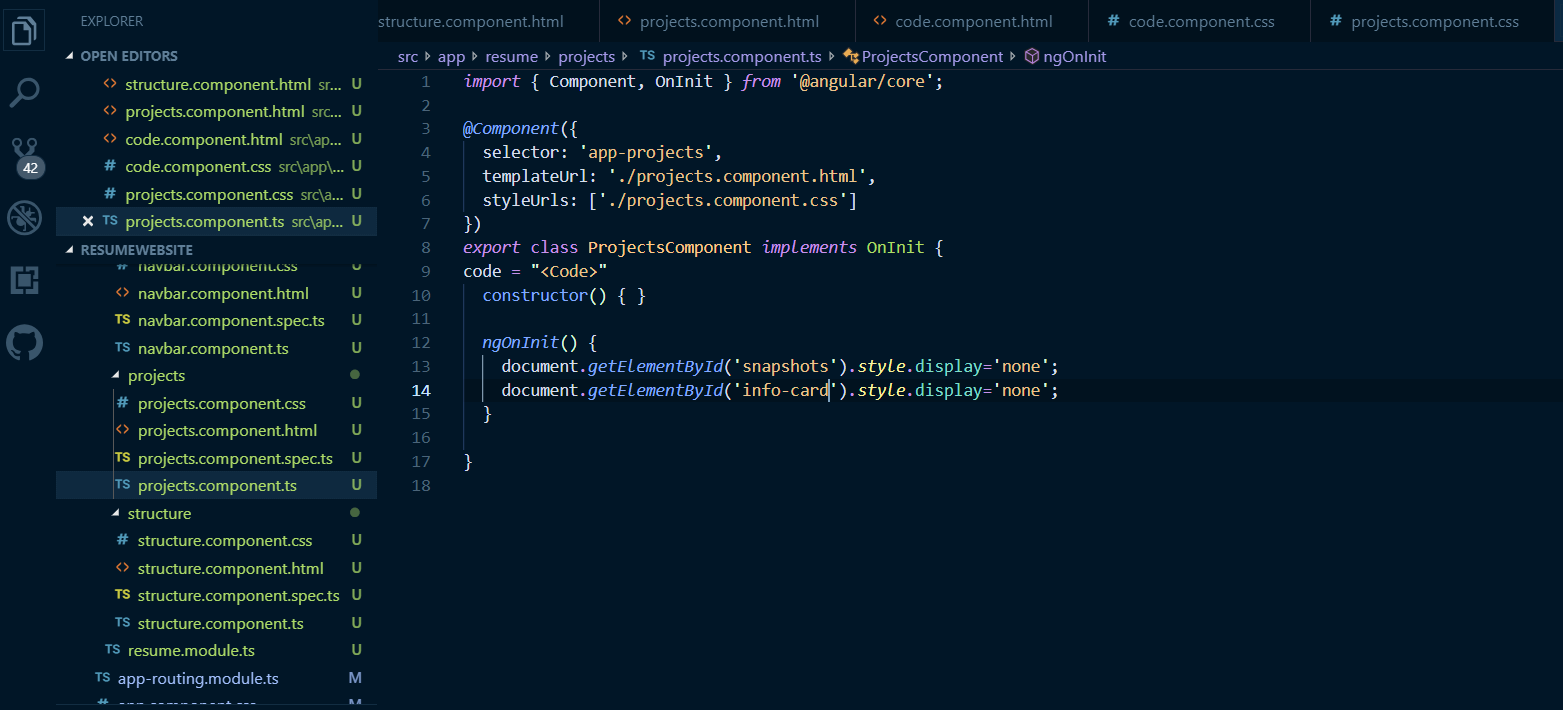 EXPLORER
OPEN EDITORS
<> structure.component.html sr... U
<> projects.component.html src... U
<> code.component.html src\ap... U
# code.component.css src\app\... U
# projects.component.css src\a... U
TS projects.component.ts src\ap... U
RESUMEWEBSITE
# navbar.component.css U
<> navbar.component.html U
TS navbar.component.spec.ts U
TS navbar.component.ts U
projects
# projects.component.css U
<> projects.component.html U
TS projects.component.spec.ts U
TS projects.component.ts U
structure
# structure.component.css U
<> structure.component.html U
TS structure.component.spec.ts U
TS structure.component.ts U
TS resume.module.ts U
TS app-routing.module.ts M
# app.component.css M
42
structure.component.html <> projects.component.html <> code.component.html # code.component.css # projects.component.css
src app resume projects TS projects.component.ts ProjectsComponent ngOnInit
1 import { Component, OnInit } from '@angular/core';
2
3 @Component({
4 selector: 'app-projects',
5 templateUrl: './projects.component.html',
6 styleUrls: ['./projects.component.css']
7 })
8 export class ProjectsComponent implements OnInit {
9 code = "<Code>"
10 constructor() { }
11
12 ngOnInit() {
13 document.getElementById('snapshots').style.display='none';
14 document.getElementById('info-card').style.display='none';
15 }
16
17 }
18